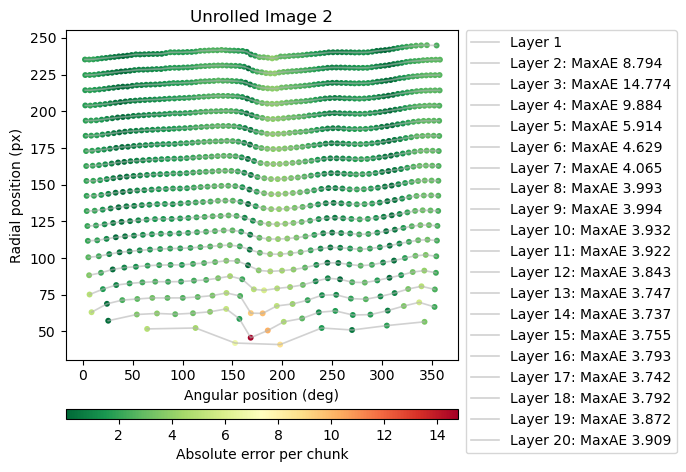 Unrolled Image 2
Radial position (px)
250
225
200
175
150
125
100
75
50
0 50 100 150 200 250 300 350
Angular position (deg)
2 4 6 8 10 12 14
Absolute error per chunk
Layer 1
Layer 2: MaxAE 8.794
Layer 3: MaxAE 14.774
Layer 4: MaxAE 9.884
Layer 5: MaxAE 5.914
Layer 6: MaxAE 4.629
Layer 7: MaxAE 4.065
Layer 8: MaxAE 3.993
Layer 9: MaxAE 3.994
Layer 10: MaxAE 3.932
Layer 11: MaxAE 3.922
Layer 12: MaxAE 3.843
Layer 13: MaxAE 3.747
Layer 14: MaxAE 3.737
Layer 15: MaxAE 3.755
Layer 16: MaxAE 3.793
Layer 17: MaxAE 3.742
Layer 18: MaxAE 3.792
Layer 19: MaxAE 3.872
Layer 20: MaxAE 3.909